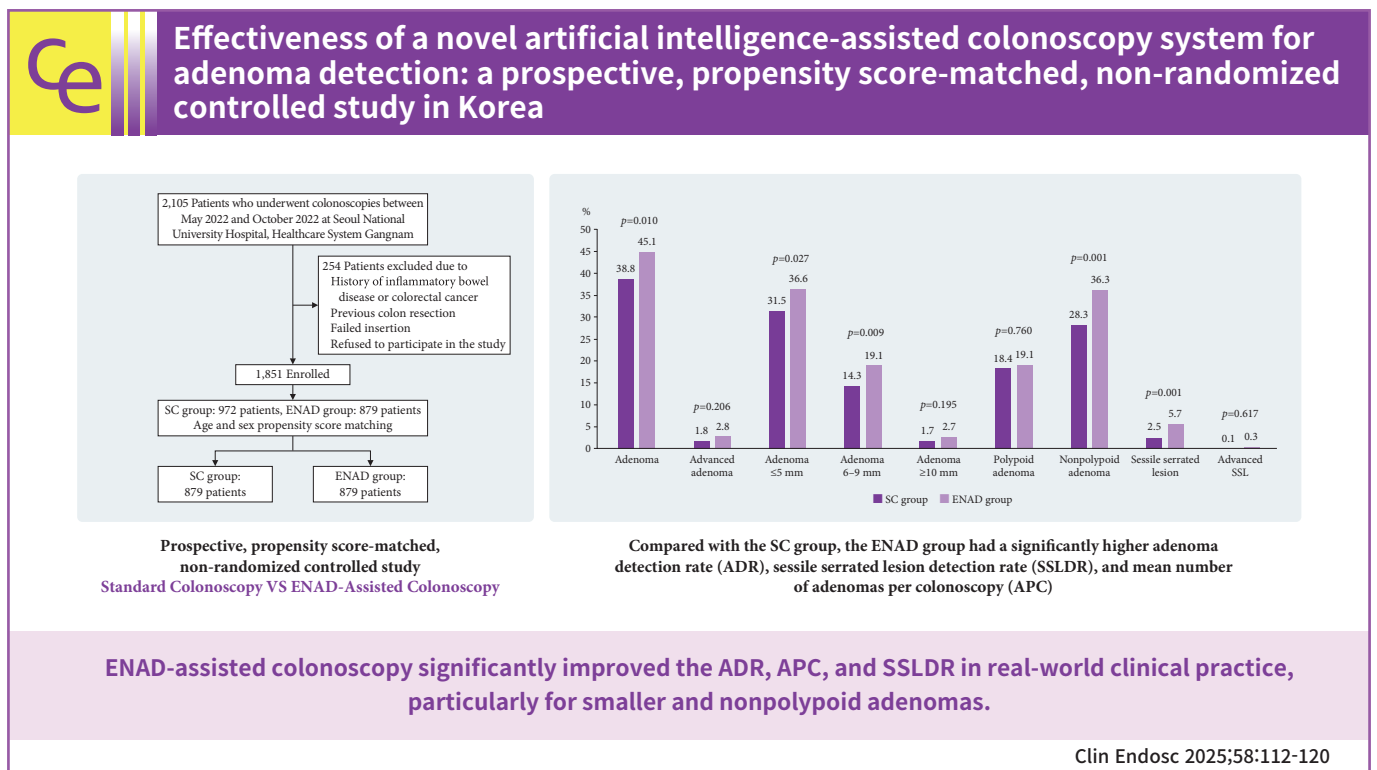 Ce
Effectiveness of a novel artificial intelligence-assisted colonoscopy system for
adenoma detection: a prospective, propensity score-matched, non-randomized
controlled study in Korea
2,105 Patients who underwent colonoscopies between
May 2022 and October 2022 at Seoul National
University Hospital, Healthcare System Gangnam
254 Patients excluded due to
History of inflammatory bowel
disease or colorectal cancer
Previous colon resection
Failed insertion
Refused to participate in the study
1,851 Enrolled
SC group: 972 patients, ENAD group: 879 patients
Age and sex propensity score matching
SC group:
879 patients
ENAD group:
879 patients
Prospective, propensity score-matched,
non-randomized controlled study
Standard Colonoscopy VS ENAD-Assisted Colonoscopy
%
50
45
40
35
30
25
20
15
10
5
0
p=0.010
38.8
45.1
Adenoma
p=0.206
1.8
2.8
Advanced
adenoma
p=0.027
31.5
36.6
Adenoma
≤5 mm
p=0.009
14.3
19.1
Adenoma
6–9 mm
p=0.195
1.7
2.7
Adenoma
≥10 mm
p=0.760
18.4
19.1
Polypoid
adenoma
p=0.001
28.3
36.3
Nonpolypoid
adenoma
p=0.001
2.5
5.7
Sessile serrated
lesion
p=0.617
0.1
0.3
Advanced
SSL
SC group
ENAD group
Compared with the SC group, the ENAD group had a significantly higher adenoma
detection rate (ADR), sessile serrated lesion detection rate (SSLDR), and mean number
of adenomas per colonoscopy (APC)
ENAD-assisted colonoscopy significantly improved the ADR, APC, and SSLDR in real-world clinical practice,
particularly for smaller and nonpolypoid adenomas.
Clin Endosc 2025;58:112-120